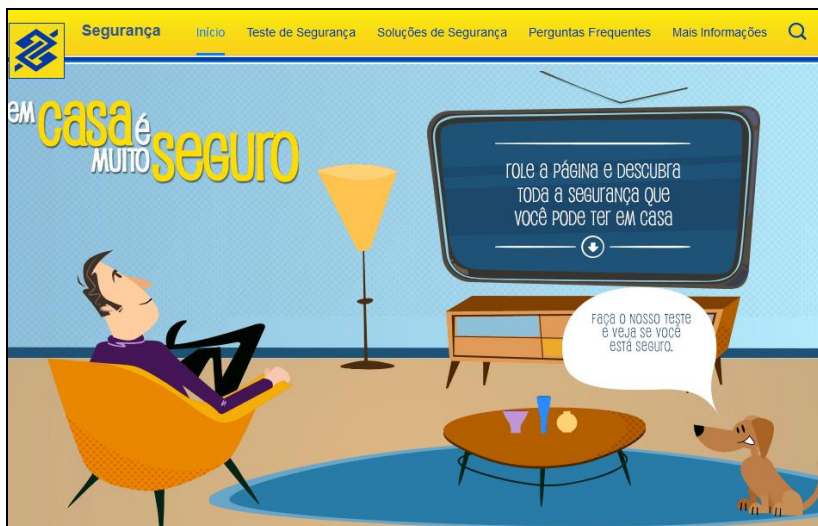 Segurança Início Teste de Segurança Soluções de Segurança Perguntas Frequentes Mais Informações
EM CASA é
MUITO SEGURO
ROLE A PÁGINA E DESCUBRA
TODA A SEGURANÇA QUE
VOCÊ PODE TER EM CASA
FAÇA O NOSSO TESTE
E VEJA SE VOCÊ
ESTÁ SEGURO.